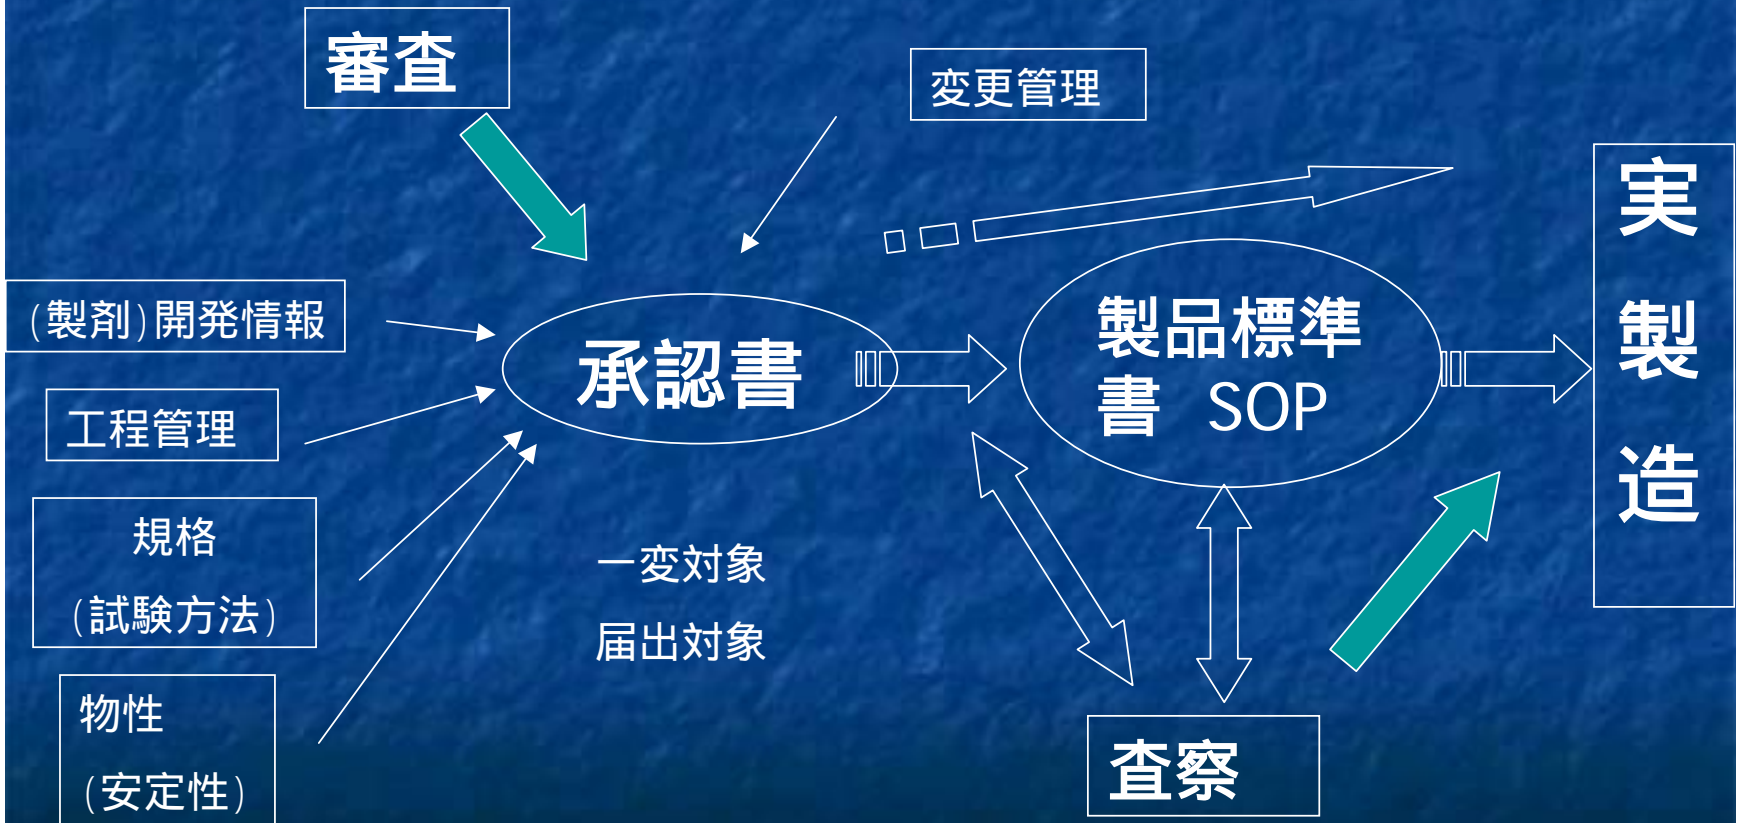 審査
変更管理
(製剤)開発情報
工程管理
規格
(試験方法)
物性
(安定性)
承認書
一変対象
届出対象
製品標準
書 SOP
査察
実
製
造